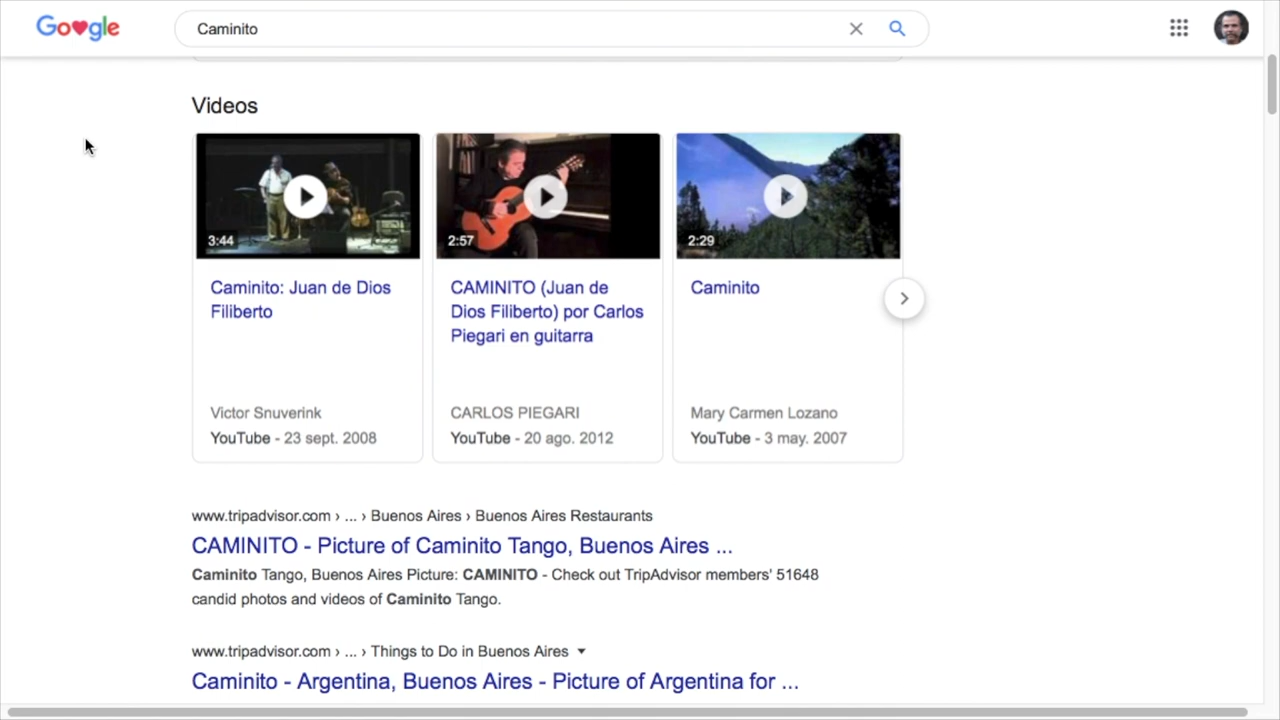 Google
Caminito
Videos
3:44
2:57
2:29
Caminito: Juan de Dios
Filiberto
Victor Snuverink
YouTube - 23 sept. 2008
CAMINITO (Juan de
Dios Filiberto) por Carlos
Piegari en guitarra
CARLOS PIEGARI
YouTube - 20 ago. 2012
Caminito
Mary Carmen Lozano
YouTube - 3 may. 2007
www.tripadvisor.com › ... › Buenos Aires › Buenos Aires Restaurants
CAMINITO - Picture of Caminito Tango, Buenos Aires ...
Caminito Tango, Buenos Aires Picture: CAMINITO - Check out TripAdvisor members' 51648
candid photos and videos of Caminito Tango.
www.tripadvisor.com › ... › Things to Do in Buenos Aires
Caminito - Argentina, Buenos Aires - Picture of Argentina for ...